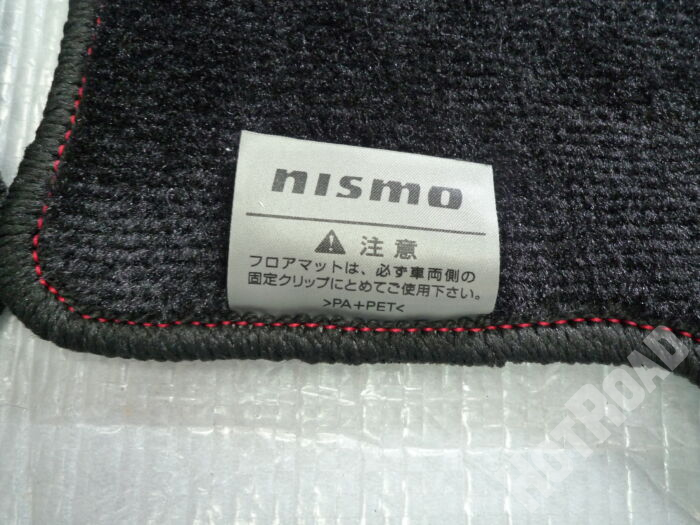 nismo
⚠ 注意
フロアマットは、必ず車両側の
固定クリップにとめてご使用下さい。
>PA+PET<
HOTROAD